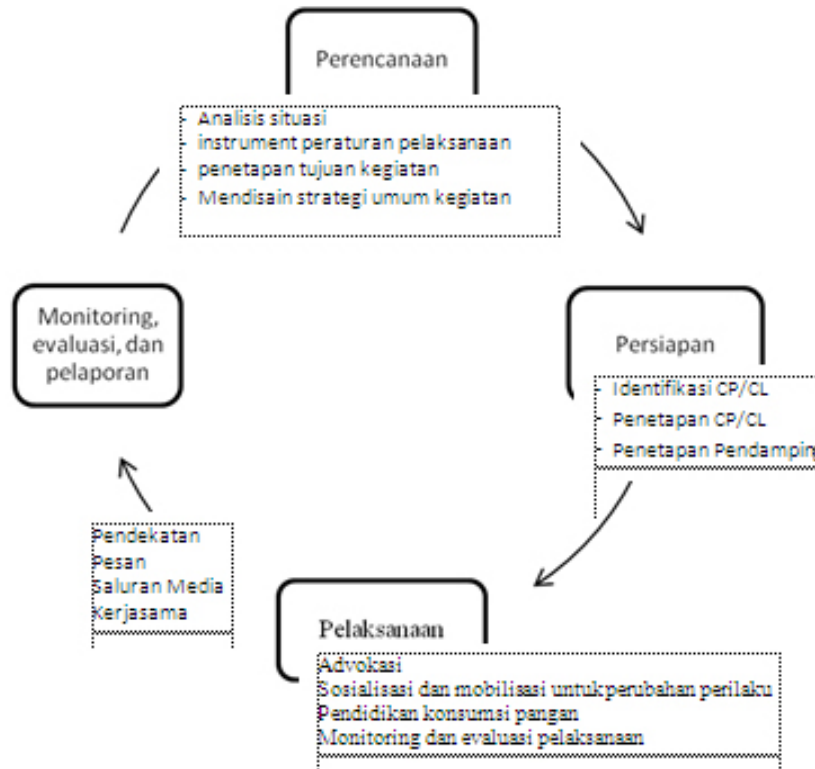 Perencanaan
- Analisis situasi
- instrument peraturan pelaksanaan
- penetapan tujuan kegiatan
- Mendisain strategi umum kegiatan
Persiapan
- Identifikasi CP/CL
- Penetapan CP/CL
- Penetapan Pendamping
Pelaksanaan
Advokasi
Sosialisasi dan mobilisasi untuk perubahan perilaku
Pendidikan konsumsi pangan
Monitoring dan evaluasi pelaksanaan
Pendekatan
Pesan
Saluran Media
Kerjasama
Monitoring,
evaluasi, dan
pelaporan